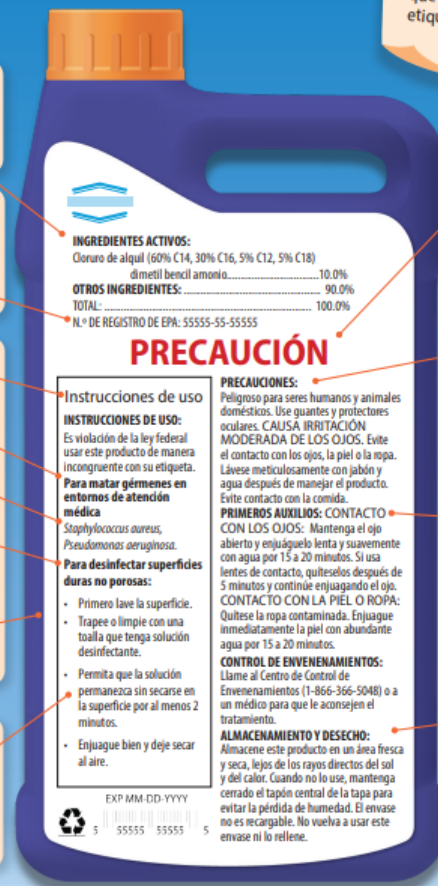 etiqu
INGREDIENTES ACTIVOS:
Cloruro de alquil (60% C14, 30% C16, 5% C12, 5% C18)
dimetil bencil amonio..................................10.0%
OTROS INGREDIENTES: .................................................. 90.0%
TOTAL: ............................................................................ 100.0%
N.º DE REGISTRO DE EPA: 55555-55-55555
PRECAUCIÓN
Instrucciones de uso
INSTRUCCIONES DE USO:
Es violación de la ley federal
usar este producto de manera
incongruente con su etiqueta.
Para matar gérmenes en
entornos de atención
médica
Staphylococcus aureus,
Pseudomonas aeruginosa.
Para desinfectar superficies
duras no porosas:
• Primero lave la superficie.
• Trapee o limpie con una
toalla que tenga solución
desinfectante.
• Permita que la solución
permanezca sin secarse en
la superficie por al menos 2
minutos.
• Enjuague bien y deje secar
al aire.
EXP MM-DD-YYYY
5 55555 55555 5
PRECAUCIONES:
Peligroso para seres humanos y animales
domésticos. Use guantes y protectores
oculares. CAUSA IRRITACIÓN
MODERADA DE LOS OJOS. Evite
el contacto con los ojos, la piel o la ropa.
Lávese meticulosamente con jabón y
agua después de manejar el producto.
Evite contacto con la comida.
PRIMEROS AUXILIOS: CONTACTO
CON LOS OJOS: Mantenga el ojo
abierto y enjuáguelo lenta y suavemente
con agua por 15 a 20 minutos. Si usa
lentes de contacto, quíteselos después de
5 minutos y continúe enjuagando el ojo.
CONTACTO CON LA PIEL O ROPA:
Quítese la ropa contaminada. Enjuague
inmediatamente la piel con abundante
agua por 15 a 20 minutos.
CONTROL DE ENVENENAMIENTOS:
Llame al Centro de Control de
Envenenamientos (1-866-366-5048) o a
un médico para que le aconsejen el
tratamiento.
ALMACENAMIENTO Y DESECHO:
Almacene este producto en un área fresca
y seca, lejos de los rayos directos del sol
y del calor. Cuando no lo use, mantenga
cerrado el tapón central de la tapa para
evitar la pérdida de humedad. El envase
no es recargable. No vuelva a usar este
envase ni lo rellene.